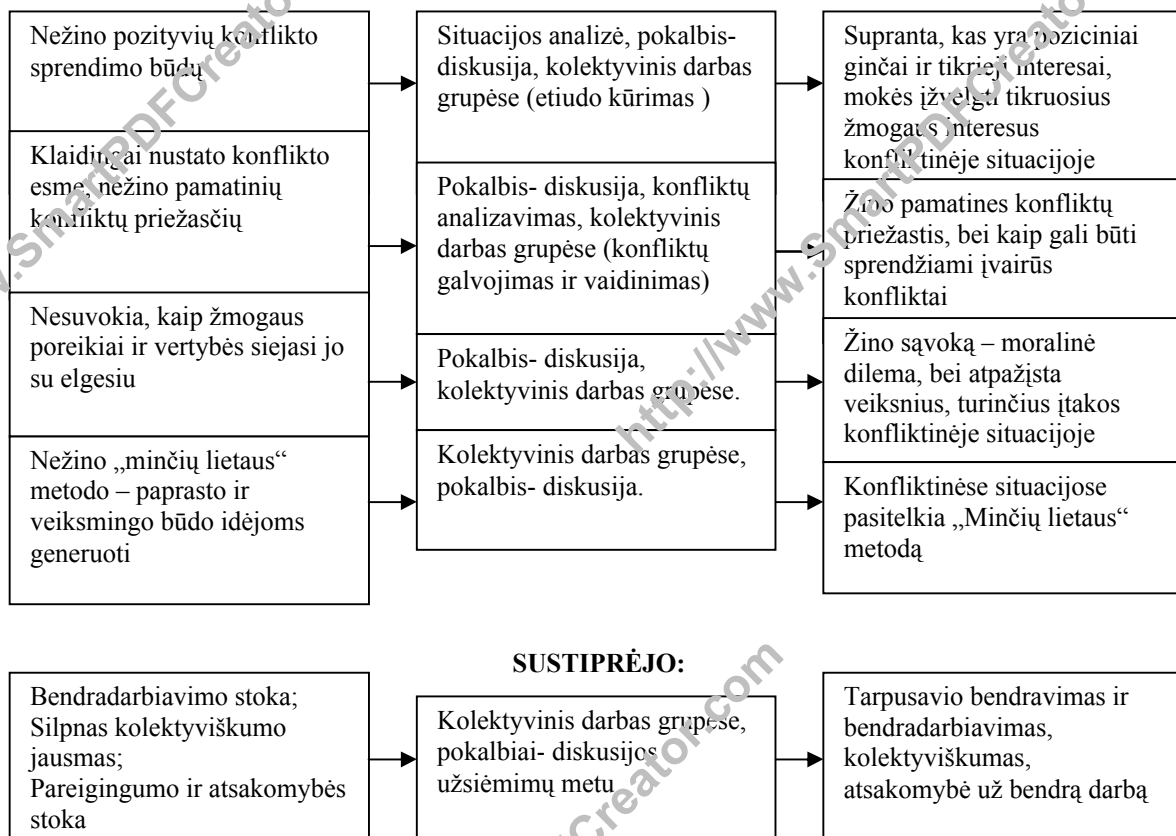 Nežino pozityvių konflikto
sprendimo būdų
Situacijos analizė, pokalbis-
diskusija, kolektyvinis darbas
grupėse (etiudo kūrimas )
Supranta, kas yra poziciniai
ginčai ir tikrieji interesai,
mokės įžvelgti tikruosius
žmogaus interesus
konfliktinėje situacijoje
Klaidingai nustato konflikto
esmę, nežino pamatinių
konfliktų priežasčių
Pokalbis- diskusija, konfliktų
analizavimas, kolektyvinis
darbas grupėse (konfliktų
galvojimas ir vaidinimas)
Žino pamatines konfliktų
priežastis, bei kaip gali būti
sprendžiami įvairūs
konfliktai
Nesuvokia, kaip žmogaus
poreikiai ir vertybės siejasi jo
su elgesiu
Pokalbis- diskusija,
kolektyvinis darbas grupėse.
Žino sąvoką – moralinė
dilema, bei atpažįsta
veiksnius, turinčius įtakos
konfliktinėje situacijoje
Nežino „minčių lietaus“
metodo – paprasto ir
veiksmingo būdo idėjoms
generuoti
Kolektyvinis darbas grupėse,
pokalbis- diskusija.
Konfliktinėse situacijose
pasitelkia „Minčių lietaus“
metodą
SUSTIPRĖJO:
Bendradarbiavimo stoka;
Silpnas kolektyviškumo
jausmas;
Pareigingumo ir atsakomybės
stoka
Kolektyvinis darbas grupėse,
pokalbiai- diskusijos
užsiėmimų metu
Tarpusavio bendravimas ir
bendradarbiavimas,
kolektyviškumas,
atsakomybė už bendrą darbą